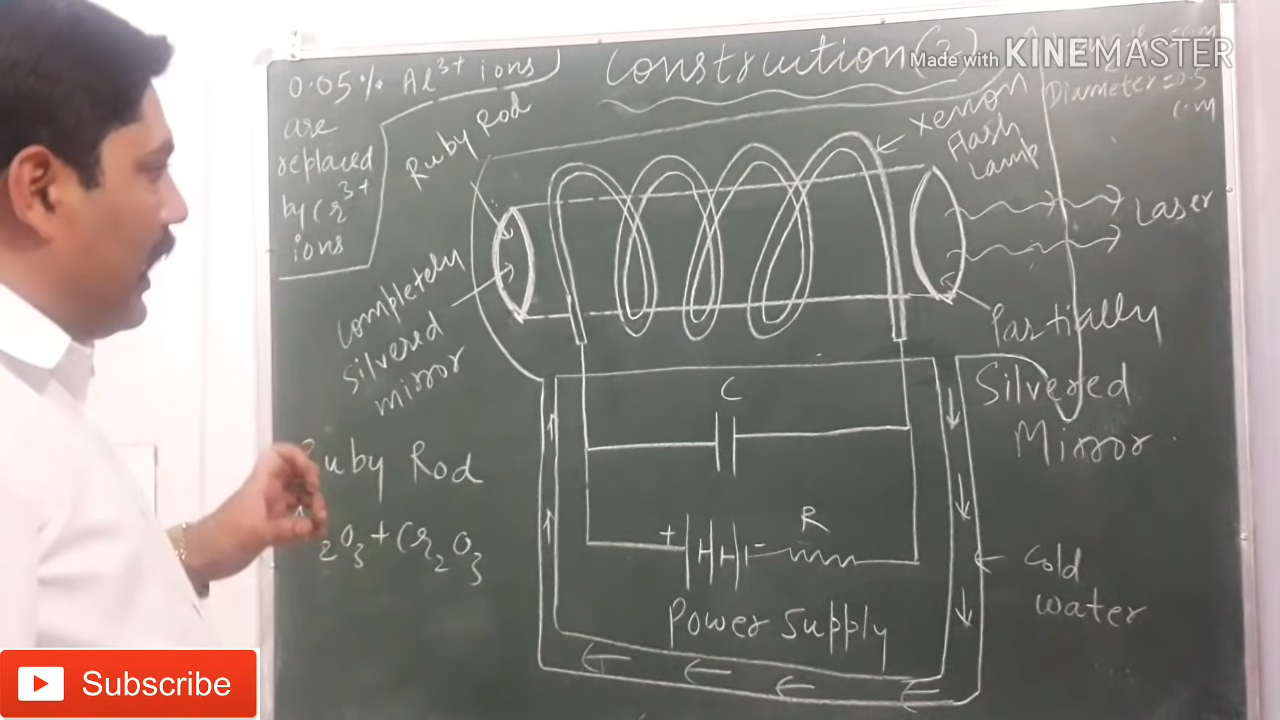 Made with KINEMASTER
Construction (2)
0.05% Al3+ ions
are
replaced
by Cr3+
ions
Ruby Rod
Xenon
Flash
Lamp
Diameter = 0.5
cm
Laser
Completely
silvered
mirror
Partially
Silvered
Mirror
C
Ruby Rod
2O3 + Cr2O3
+
-
R
Power Supply
Cold
water
Subscribe